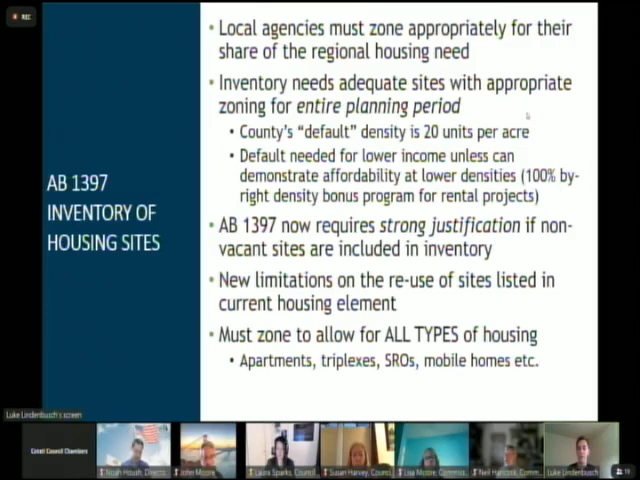 REC
AB 1397
INVENTORY OF
HOUSING SITES
• Local agencies must zone appropriately for their
share of the regional housing need
• Inventory needs adequate sites with appropriate
zoning for entire planning period
• County's "default" density is 20 units per acre
• Default needed for lower income unless can
demonstrate affordability at lower densities (100% by-
right density bonus program for rental projects)
• AB 1397 now requires strong justification if non-
vacant sites are included in inventory
• New limitations on the re-use of sites listed in
current housing element
• Must zone to allow for ALL TYPES of housing
• Apartments, triplexes, SROs, mobile homes etc.
Luke Lindenbusch's screen
Cotati Council Chambers
Noah Housh, Direct...
John Moore
Laura Sparks, Council...
Susan Harvey, Counci...
Lisa Moore, Commiss...
Neil Hancock, Comm...
Luke Lindenbusch